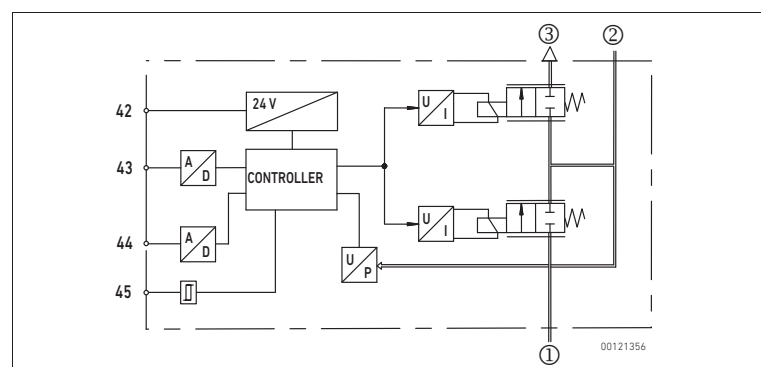 ③ ②
42
24 V
U
I
43
A
D
CONTROLLER
44
A
D
U
I
U
P
45
①
00121356